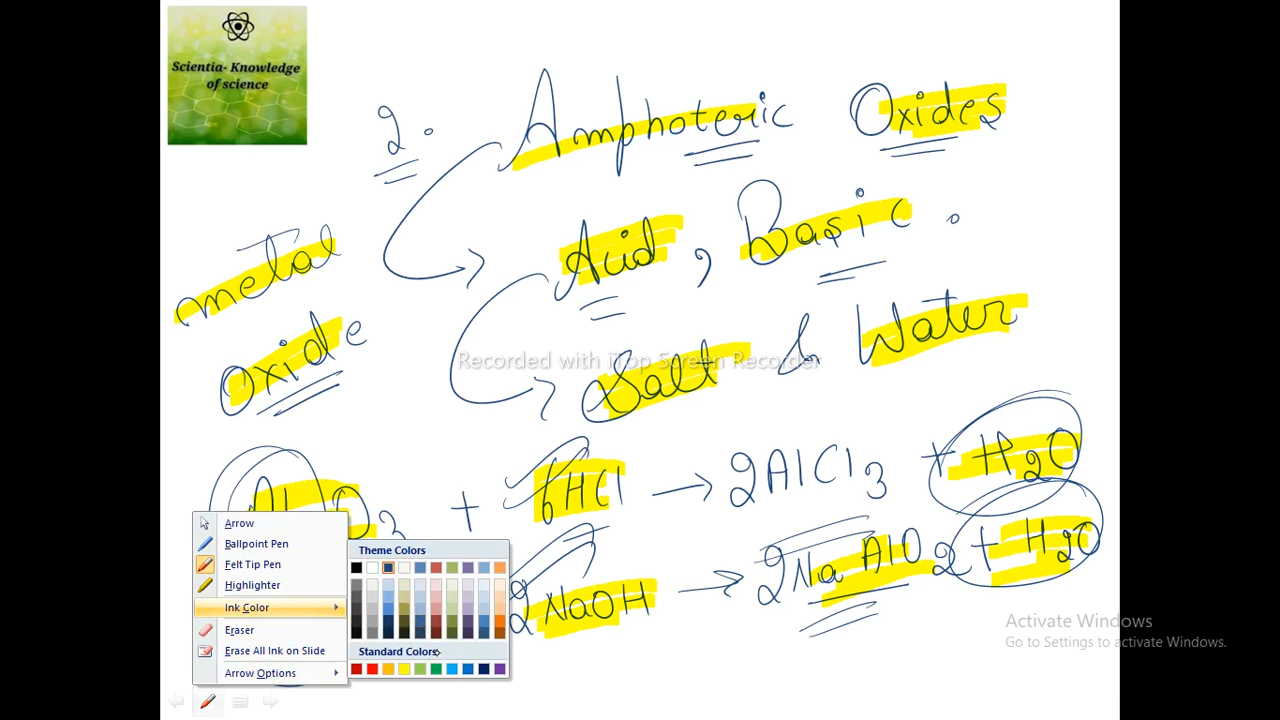 Scientia- Knowledge
of science
2. Amphoteric Oxides
Acid, Basic.
metal
oxide
Salt & Water
Recorded with iTop Screen Recorder
+ 6HCl → 2AlCl3 + H2O
2NaOH → 2NaAlO2 + H2O
Arrow
Ballpoint Pen
Felt Tip Pen
Highlighter
Ink Color
Eraser
Erase All Ink on Slide
Arrow Options
Theme Colors
Standard Colors
Activate Windows
Go to Settings to activate Windows.